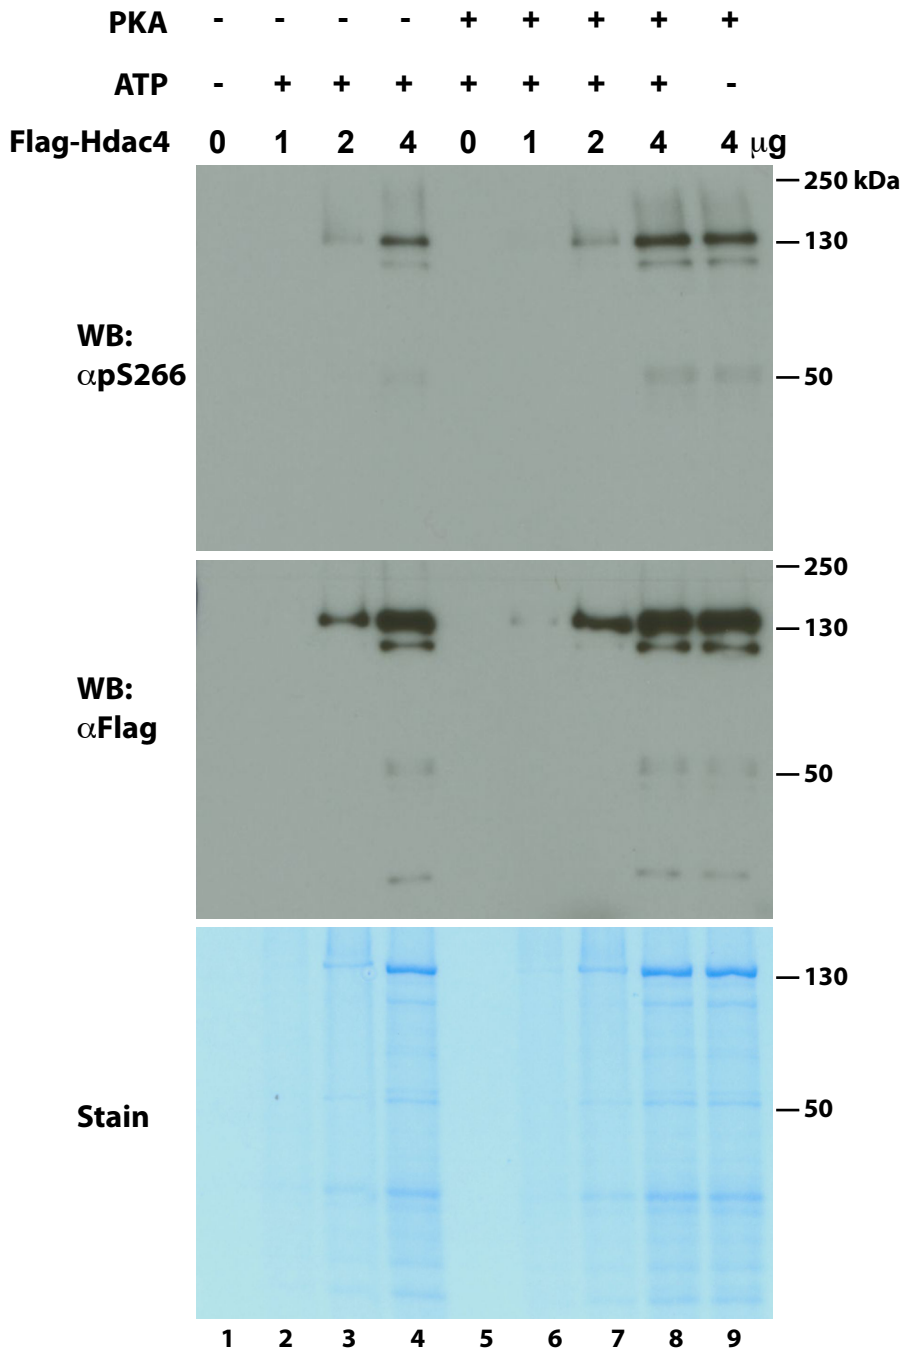 PKA - - - - + + + + +
ATP - + + + + + + + -
Flag-Hdac4 0 1 2 4 0 1 2 4 4 μg
250 kDa
130
WB:
αpS266
50
250
130
WB:
αFlag
50
130
Stain
50
1 2 3 4 5 6 7 8 9